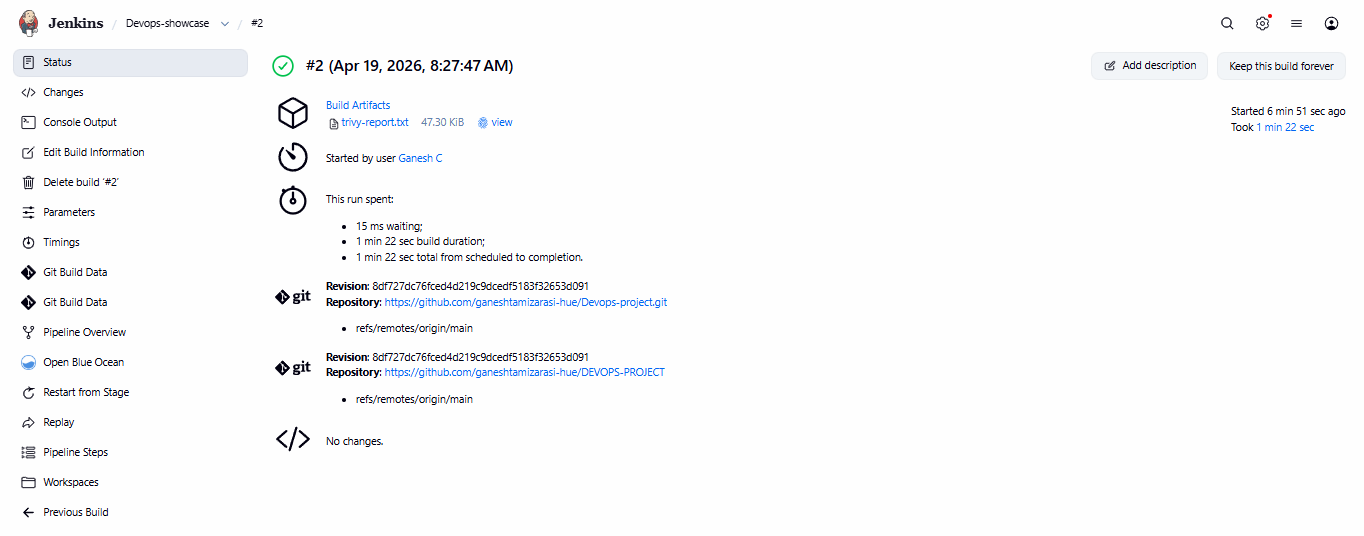 Jenkins / Devops-showcase / #2
Status
Changes
Console Output
Edit Build Information
Delete build ‘#2’
Parameters
Timings
Git Build Data
Git Build Data
Pipeline Overview
Open Blue Ocean
Restart from Stage
Replay
Pipeline Steps
Workspaces
Previous Build
#2 (Apr 19, 2026, 8:27:47 AM)
Add description
Keep this build forever
Started 6 min 51 sec ago
Took 1 min 22 sec
Build Artifacts
trivy-report.txt 47.30 KiB view
Started by user Ganesh C
This run spent:
• 15 ms waiting;
• 1 min 22 sec build duration;
• 1 min 22 sec total from scheduled to completion.
git
Revision: 8df727dc76fced4d219c9dcedf5183f32653d091
Repository: https://github.com/ganeshtamizarasi-hue/Devops-project.git
• refs/remotes/origin/main
git
Revision: 8df727dc76fced4d219c9dcedf5183f32653d091
Repository: https://github.com/ganeshtamizarasi-hue/DEVOPS-PROJECT
• refs/remotes/origin/main
No changes.